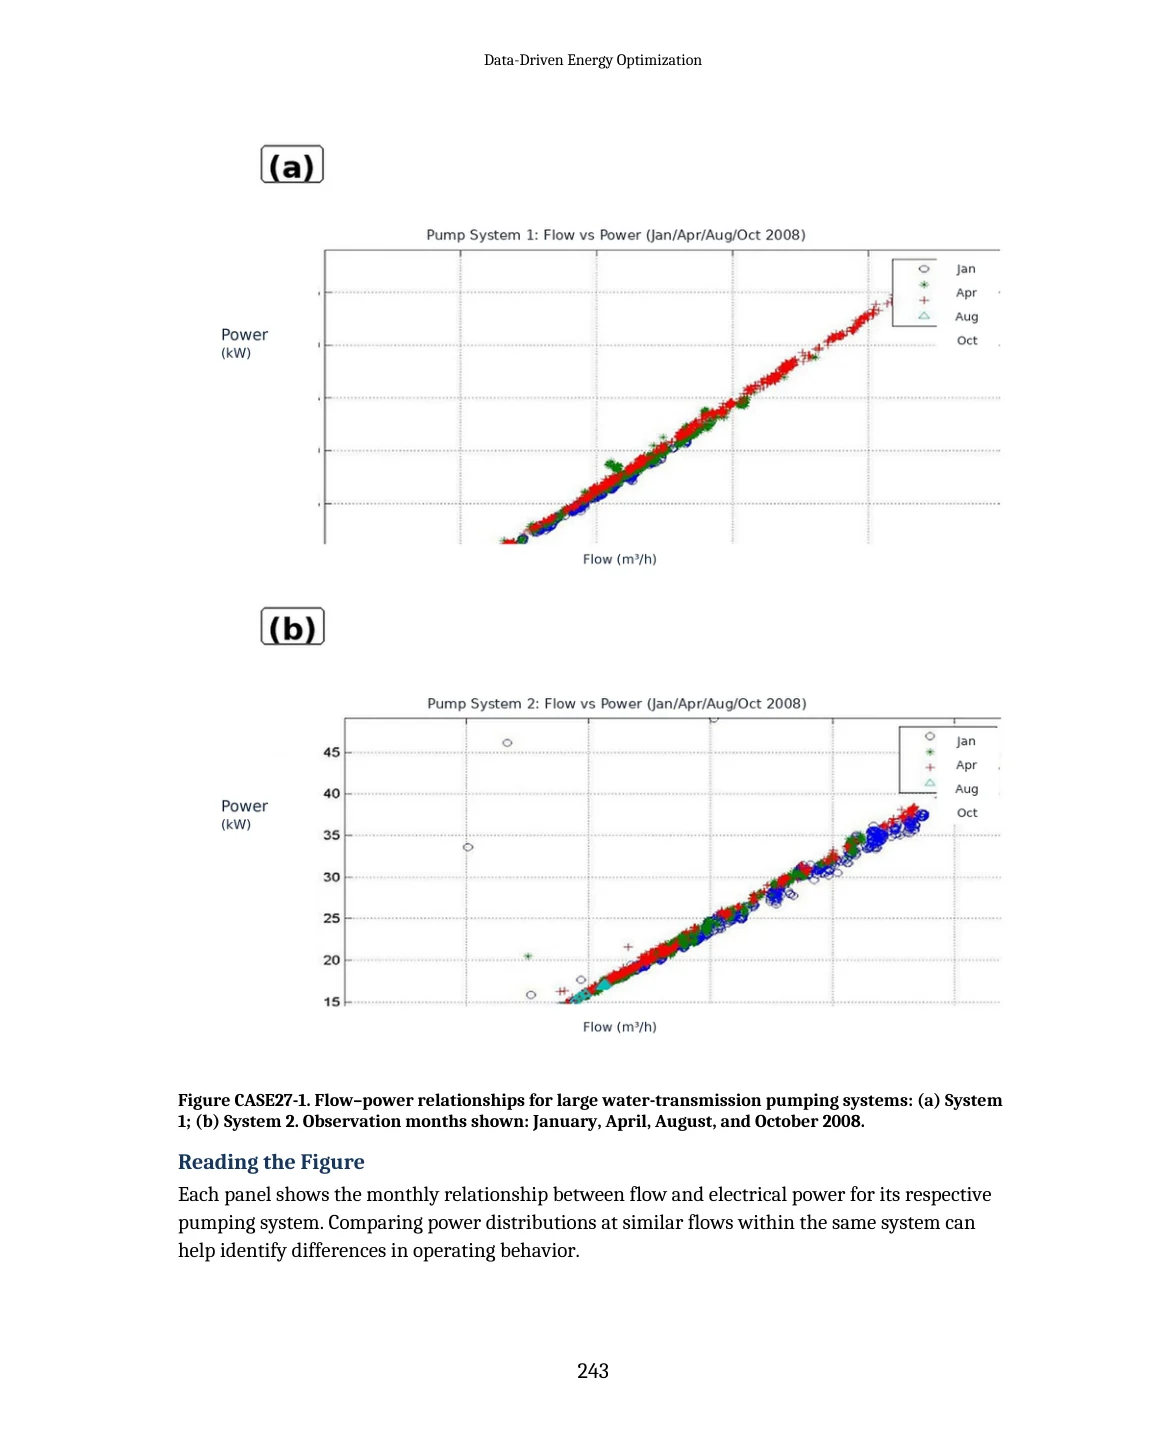 Data-Driven Energy Optimization
(a)
Pump System 1: Flow vs Power (Jan/Apr/Aug/Oct 2008)
Jan
Apr
Aug
Oct
Power
(kW)
Flow (m³/h)
(b)
Pump System 2: Flow vs Power (Jan/Apr/Aug/Oct 2008)
Jan
Apr
Aug
Oct
45
40
35
30
25
20
15
Power
(kW)
Flow (m³/h)
Figure CASE27-1. Flow–power relationships for large water-transmission pumping systems: (a) System
1; (b) System 2. Observation months shown: January, April, August, and October 2008.
Reading the Figure
Each panel shows the monthly relationship between flow and electrical power for its respective
pumping system. Comparing power distributions at similar flows within the same system can
help identify differences in operating behavior.
243